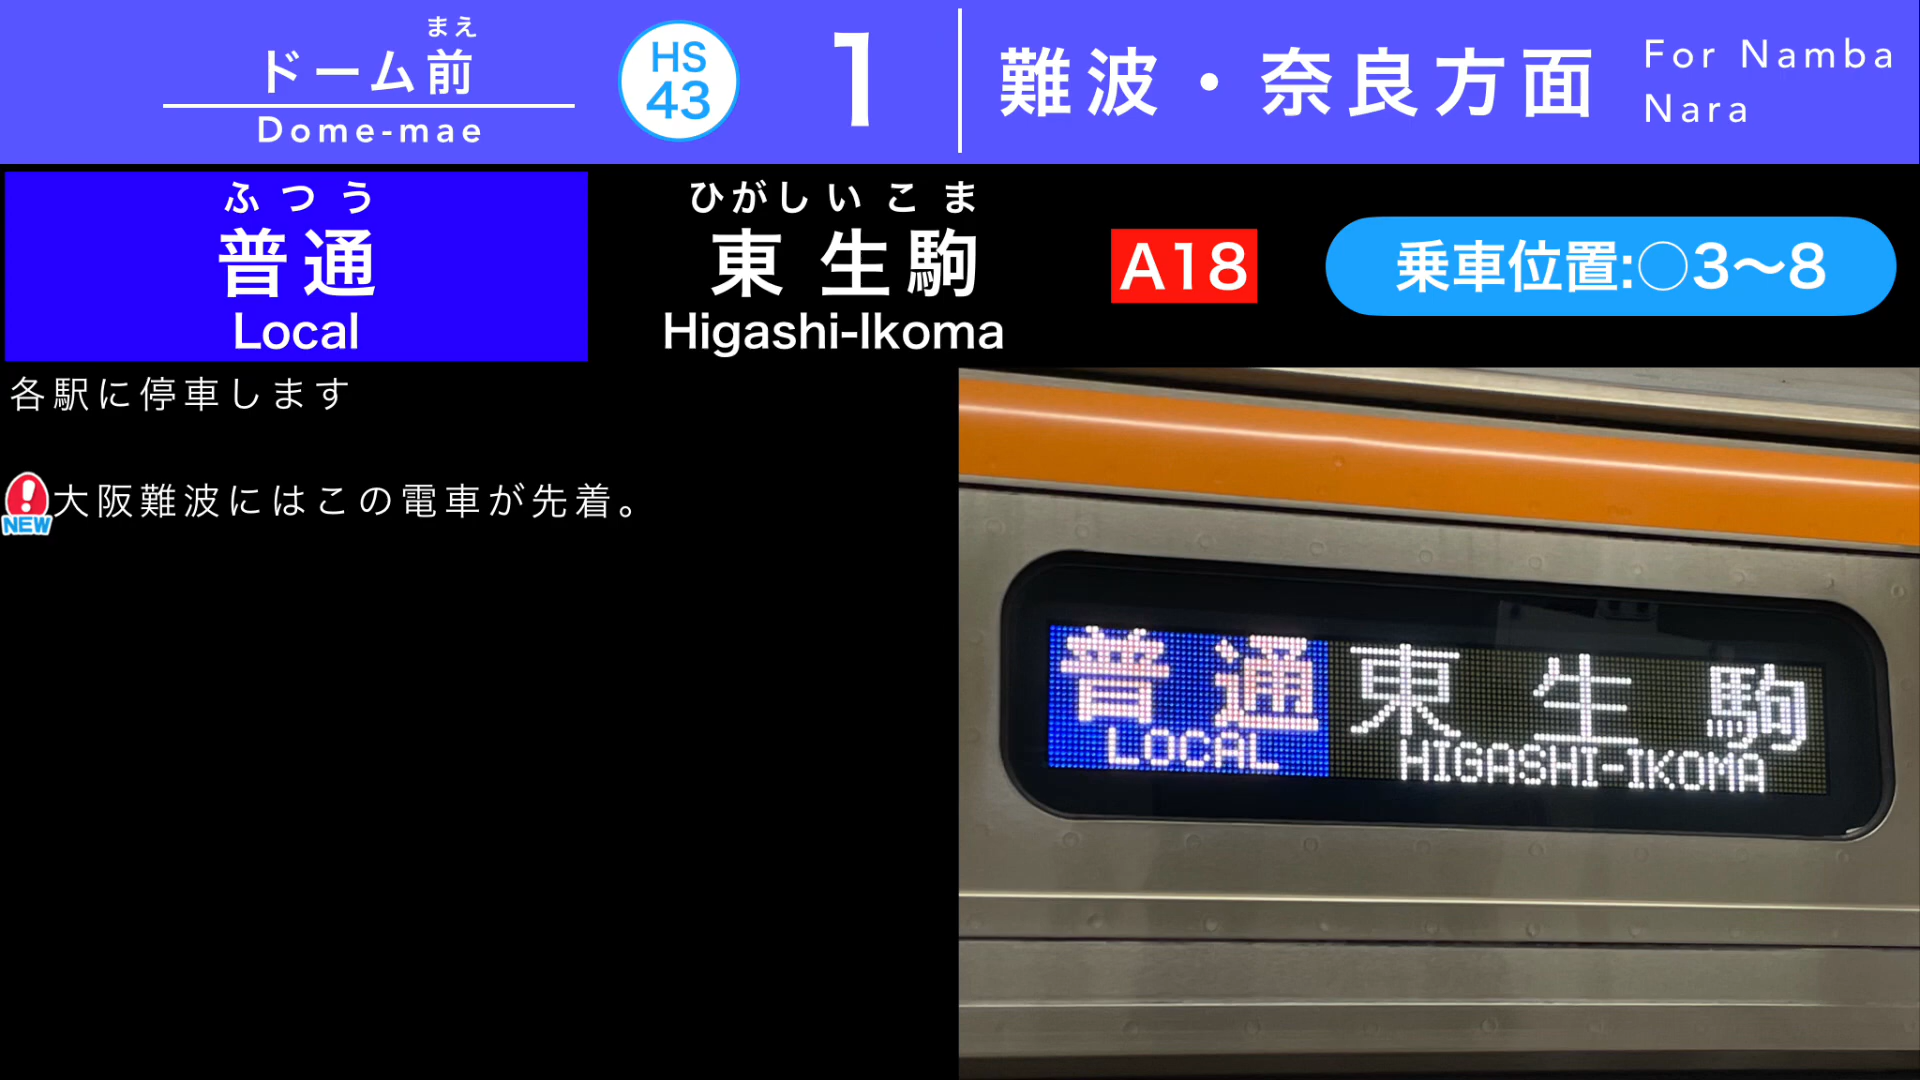 まえ
ドーム前
Dome-mae
HS
43
1
難波・奈良方面
For Namba
Nara
ふつう
普通
Local
ひがしいこま
東生駒
Higashi-Ikoma
A18
乗車位置:○3〜8
各駅に停車します
NEW
大阪難波にはこの電車が先着。
普通
LOCAL
東生駒
HIGASHI-IKOMA